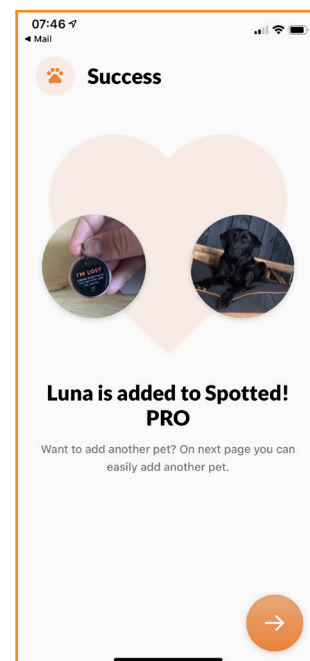 07:46
Mail
Success
I'M LOST
Luna is added to Spotted!
PRO
Want to add another pet? On next page you can
easily add another pet.